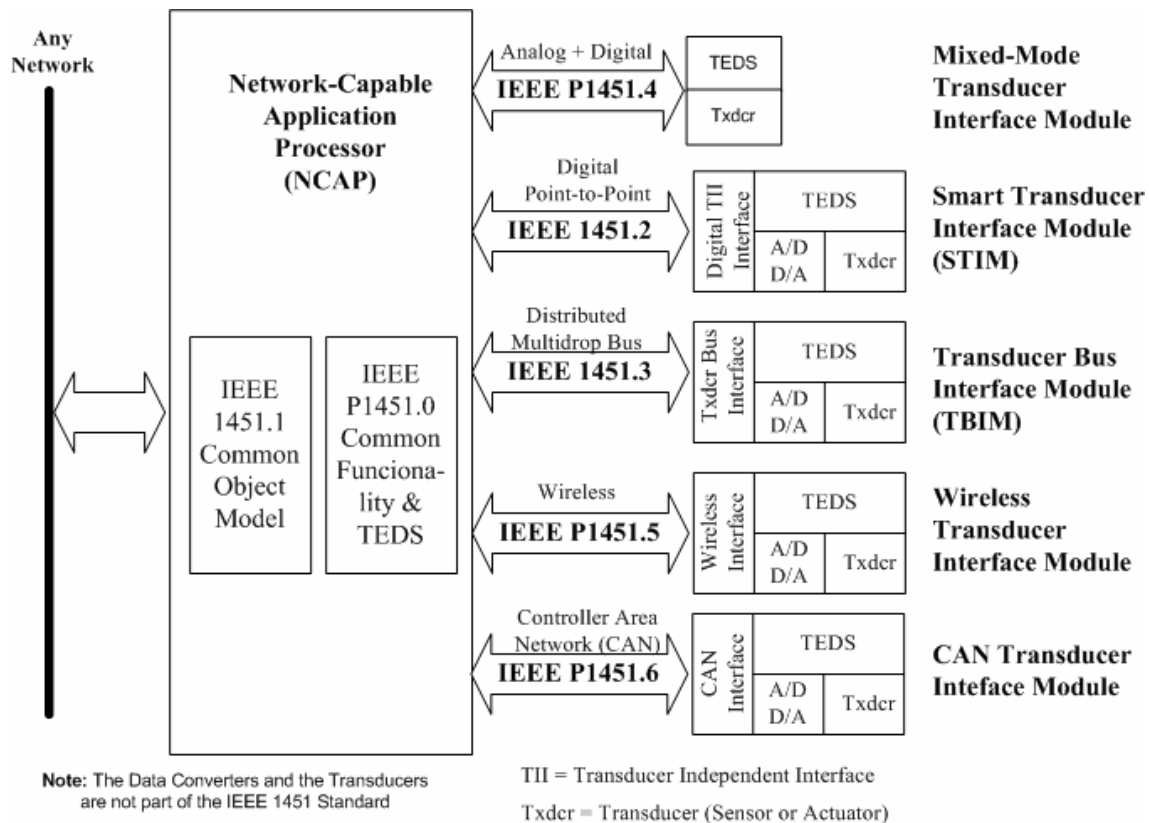 Any
Network
Network-Capable
Application
Processor
(NCAP)
IEEE
1451.1
Common
Object
Model
IEEE
P1451.0
Common
Funciona-
lity &
TEDS
Analog + Digital
IEEE P1451.4
TEDS
Txdcr
Mixed-Mode
Transducer
Interface Module
Digital
Point-to-Point
IEEE 1451.2
Digital TII
Interface
TEDS
A/D
D/A
Txdcr
Smart Transducer
Interface Module
(STIM)
Distributed
Multidrop Bus
IEEE 1451.3
Txdcr Bus
Interface
TEDS
A/D
D/A
Txdcr
Transducer Bus
Interface Module
(TBIM)
Wireless
IEEE P1451.5
Wireless
Interface
TEDS
A/D
D/A
Txdcr
Wireless
Transducer
Interface Module
Controller Area
Network (CAN)
IEEE P1451.6
CAN
Interface
TEDS
A/D
D/A
Txdcr
CAN Transducer
Inteface Module
Note: The Data Converters and the Transducers
are not part of the IEEE 1451 Standard
TII = Transducer Independent Interface
Txdcr = Transducer (Sensor or Actuator)